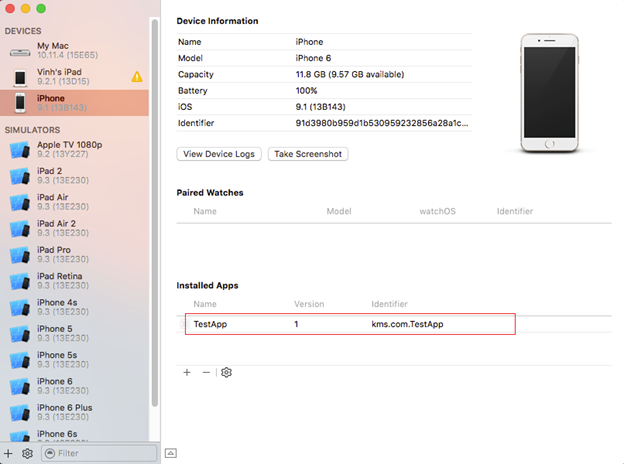 DEVICES
My Mac
10.11.4 (15E65)
Vinh's iPad
9.2.1 (13D15)
iPhone
9.1 (13B143)
SIMULATORS
Apple TV 1080p
9.2 (13Y227)
iPad 2
9.3 (13E230)
iPad Air
9.3 (13E230)
iPad Air 2
9.3 (13E230)
iPad Pro
9.3 (13E230)
iPad Retina
9.3 (13E230)
iPhone 4s
9.3 (13E230)
iPhone 5
9.3 (13E230)
iPhone 5s
9.3 (13E230)
iPhone 6
9.3 (13E230)
iPhone 6 Plus
9.3 (13E230)
iPhone 6s
9.3 (13E230)
Filter
Device Information
Name iPhone
Model iPhone 6
Capacity 11.8 GB (9.57 GB available)
Battery 100%
iOS 9.1 (13B143)
Identifier 91d3980b959d1b530959232856a28a1c...
View Device Logs Take Screenshot
Paired Watches
Name Model watchOS Identifier
Installed Apps
Name Version Identifier
TestApp 1 kms.com.TestApp